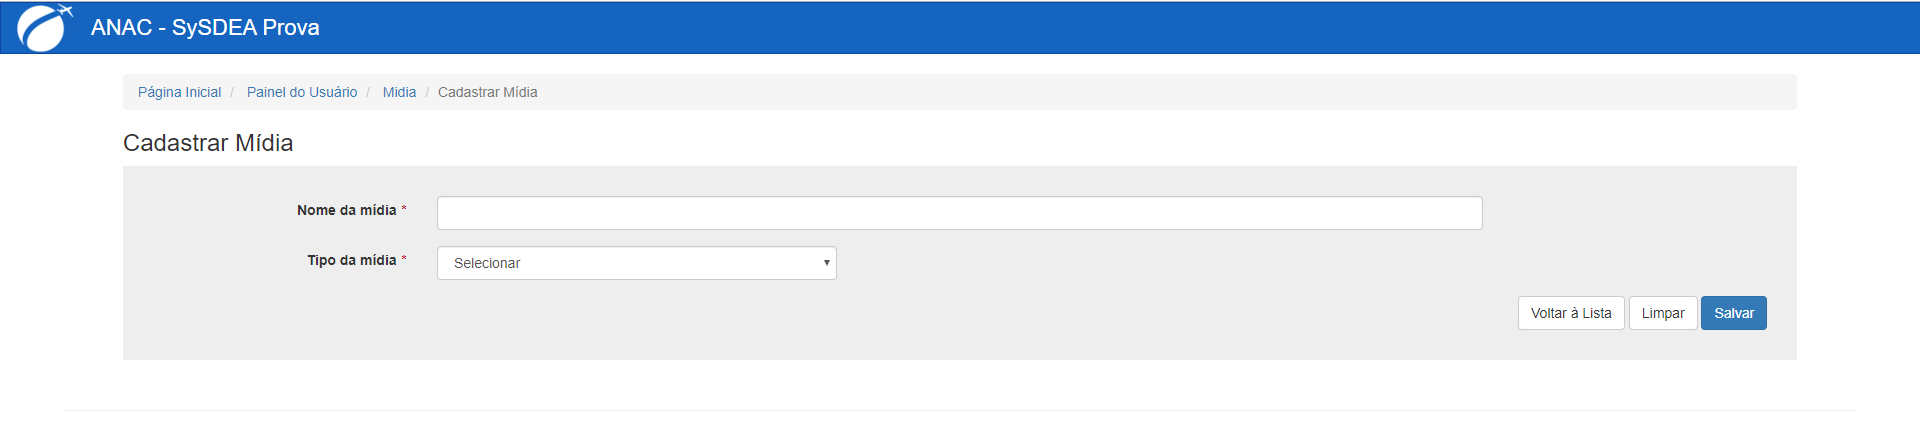 ANAC - SySDEA Prova
Página Inicial / Painel do Usuário / Midia / Cadastrar Mídia
Cadastrar Mídia
Nome da mídia *
Tipo da mídia * Selecionar
Voltar à Lista Limpar Salvar